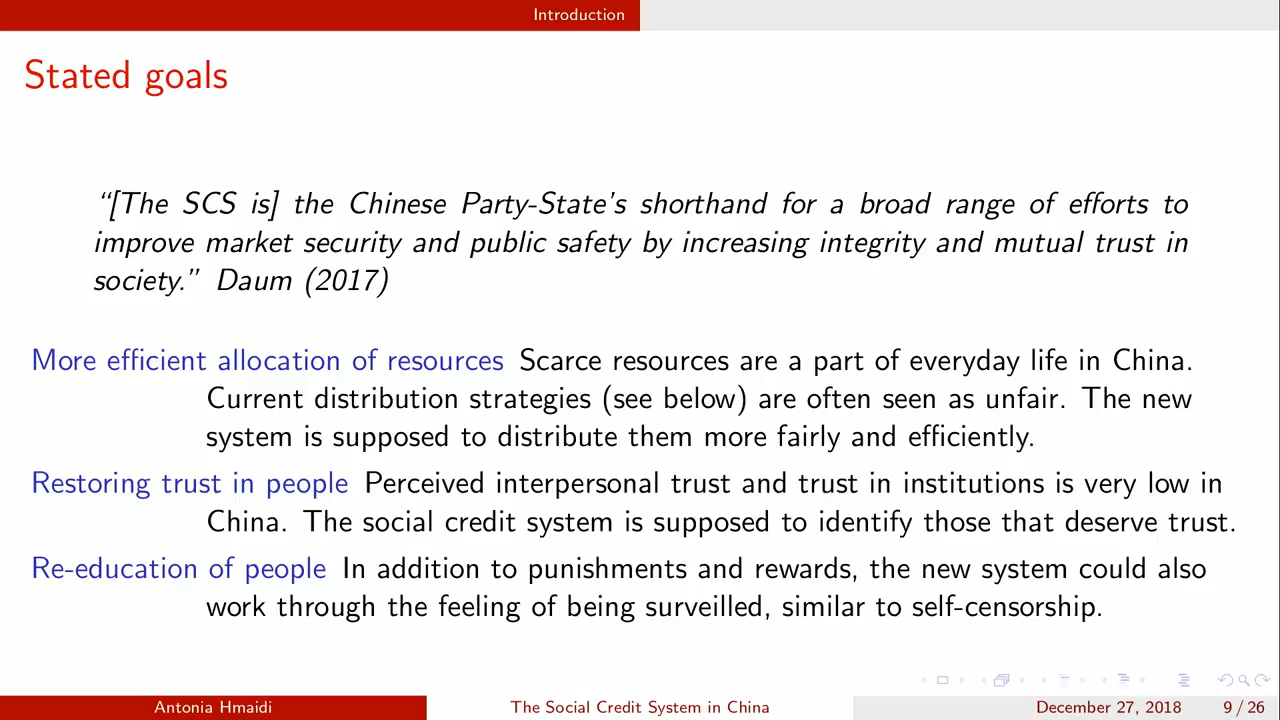 Introduction
Stated goals
“[The SCS is] the Chinese Party-State’s shorthand for a broad range of efforts to
improve market security and public safety by increasing integrity and mutual trust in
society.” Daum (2017)
More efficient allocation of resources Scarce resources are a part of everyday life in China.
Current distribution strategies (see below) are often seen as unfair. The new
system is supposed to distribute them more fairly and efficiently.
Restoring trust in people Perceived interpersonal trust and trust in institutions is very low in
China. The social credit system is supposed to identify those that deserve trust.
Re-education of people In addition to punishments and rewards, the new system could also
work through the feeling of being surveilled, similar to self-censorship.
Antonia Hmaidi The Social Credit System in China December 27, 2018 9 / 26